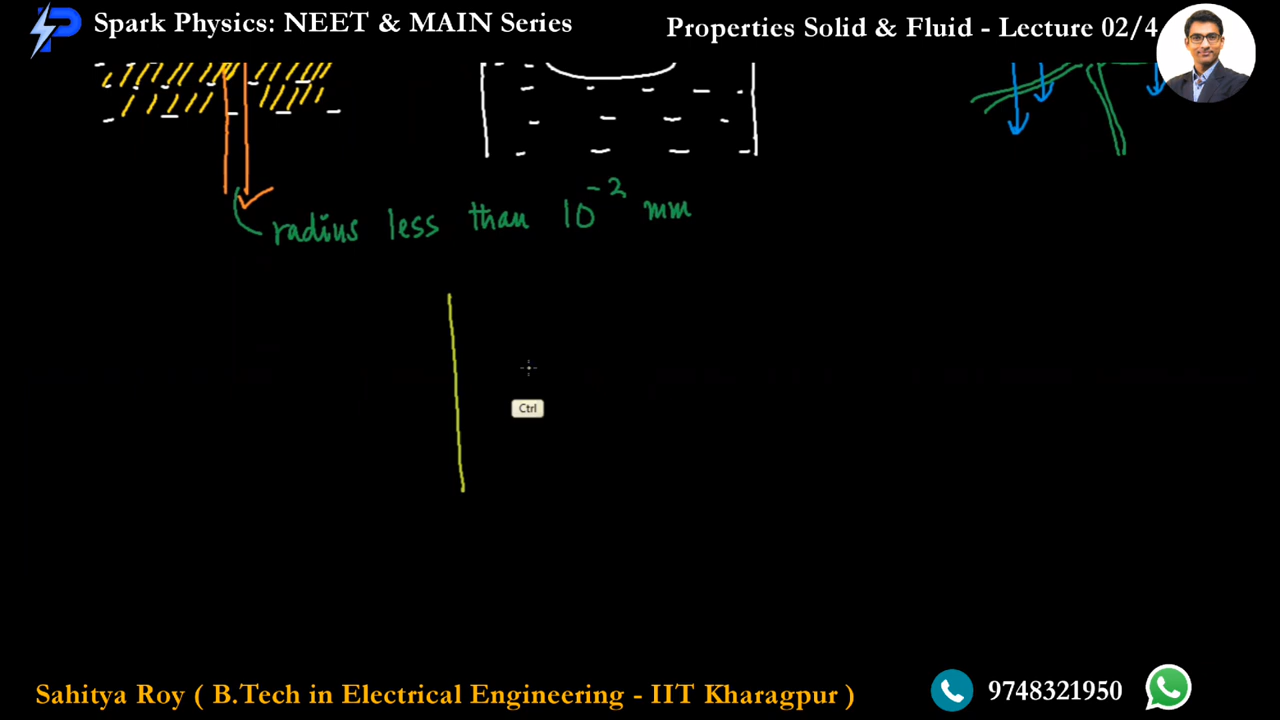 Spark Physics: NEET & MAIN Series
Properties Solid & Fluid - Lecture 02/4
radius less than 10⁻² mm
Ctrl
Sahitya Roy ( B.Tech in Electrical Engineering - IIT Kharagpur )
9748321950